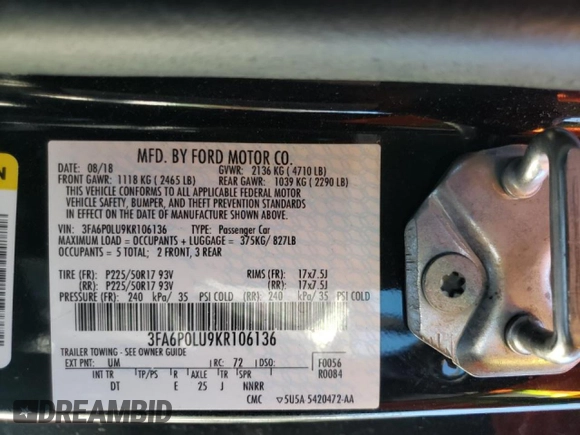 MFD. BY FORD MOTOR CO.
DATE: 08/18 GVWR: 2136 KG ( 4710 LB)
FRONT GAWR: 1118 KG ( 2465 LB) REAR GAWR: 1039 KG ( 2290 LB)
THIS VEHICLE CONFORMS TO ALL APPLICABLE FEDERAL MOTOR
VEHICLE SAFETY, BUMPER, AND THEFT PREVENTION STANDARDS
IN EFFECT ON THE DATE OF MANUFACTURE SHOWN ABOVE.
VIN: 3FA6P0LU9KR106136 TYPE: Passenger Car
MAXIMUM LOAD = OCCUPANTS + LUGGAGE = 375KG/ 827LB
OCCUPANTS = 5 TOTAL: 2 FRONT, 3 REAR
TIRE (FR): P225/50R17 93V RIMS (FR): 17x7.5J
(RR): P225/50R17 93V (RR): 17x7.5J
PRESSURE (FR): 240 kPa/ 35 PSI COLD (RR) 240 kPa/ 35 PSI COLD
3FA6P0LU9KR106136
TRAILER TOWING - SEE OWNER GUIDE
EXT PNT: UM RC: 72 DSO: F0056
R0084
INT TR TP/PS R AXLE TR SPR
DT E 25 J NNRR
CMC ▽5U5A-5420472-AA
DREAMBID